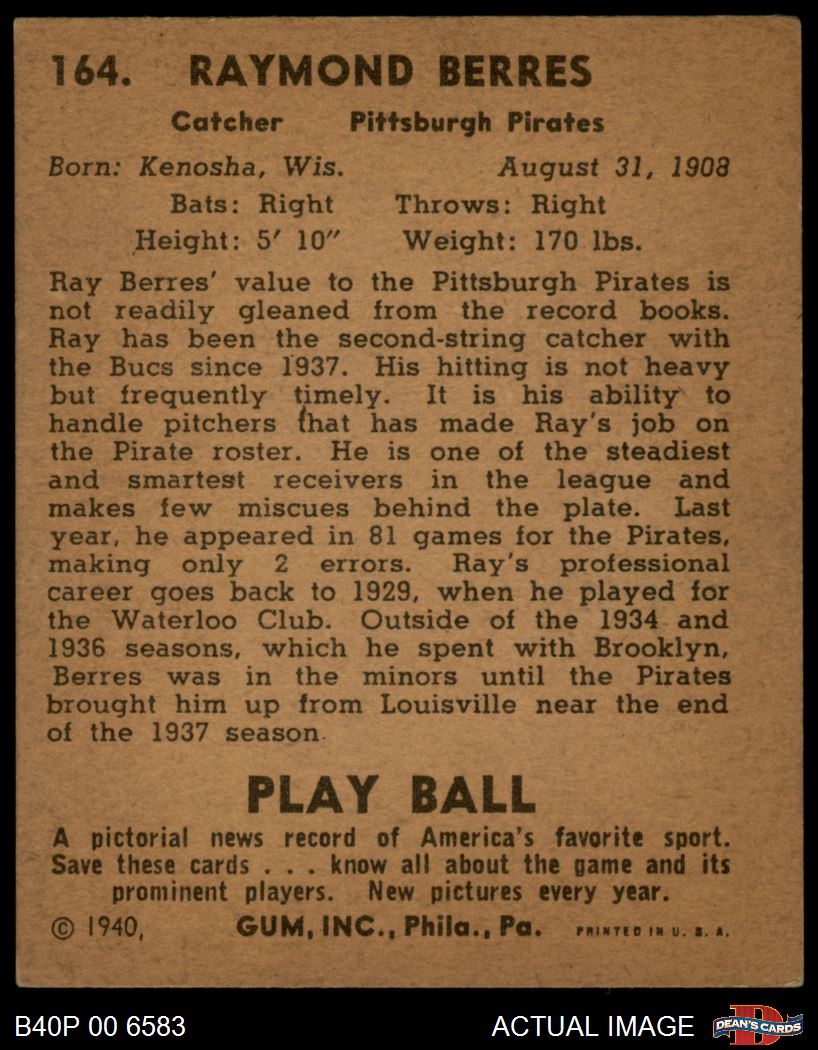 164. RAYMOND BERRES
Catcher Pittsburgh Pirates
Born: Kenosha, Wis. August 31, 1908
Bats: Right Throws: Right
Height: 5′ 10″ Weight: 170 lbs.
Ray Berres' value to the Pittsburgh Pirates is
not readily gleaned from the record books.
Ray has been the second-string catcher with
the Bucs since 1937. His hitting is not heavy
but frequently timely. It is his ability to
handle pitchers that has made Ray's job on
the Pirate roster. He is one of the steadiest
and smartest receivers in the league and
makes few miscues behind the plate. Last
year, he appeared in 81 games for the Pirates,
making only 2 errors. Ray's professional
career goes back to 1929, when he played for
the Waterloo Club. Outside of the 1934 and
1936 seasons, which he spent with Brooklyn,
Berres was in the minors until the Pirates
brought him up from Louisville near the end
of the 1937 season.
PLAY BALL
A pictorial news record of America's favorite sport.
Save these cards . . . know all about the game and its
prominent players. New pictures every year.
© 1940, GUM, INC., Phila., Pa. PRINTED IN U. S. A.
B40P 00 6583 ACTUAL IMAGE DEAN'S CARDS